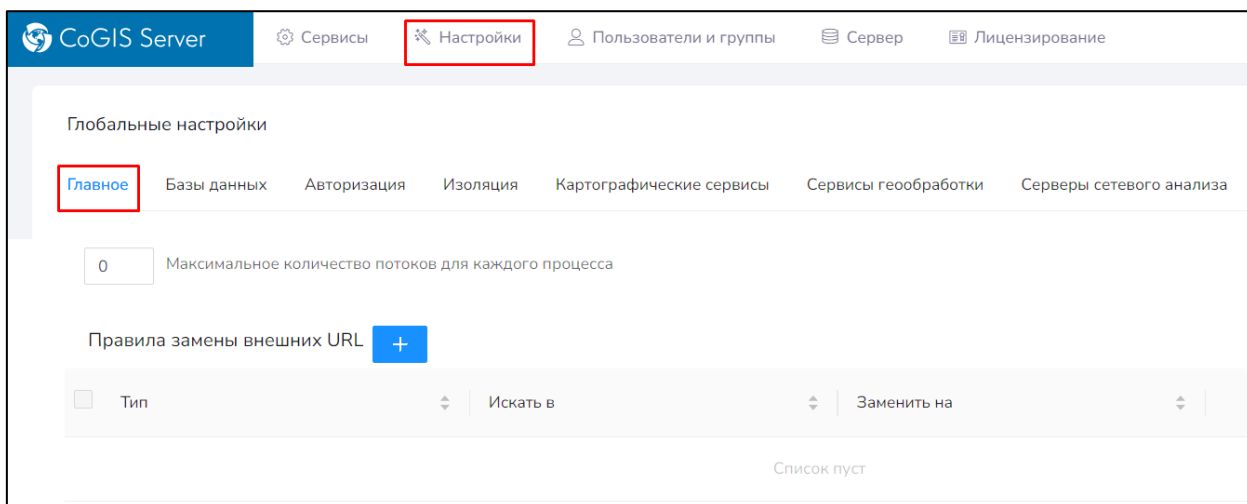 CoGIS Server Сервисы Настройки Пользователи и группы Сервер Лицензирование
Глобальные настройки
Главное Базы данных Авторизация Изоляция Картографические сервисы Сервисы геообработки Серверы сетевого анализа
0 Максимальное количество потоков для каждого процесса
Правила замены внешних URL +
Тип Искать в Заменить на
Список пуст